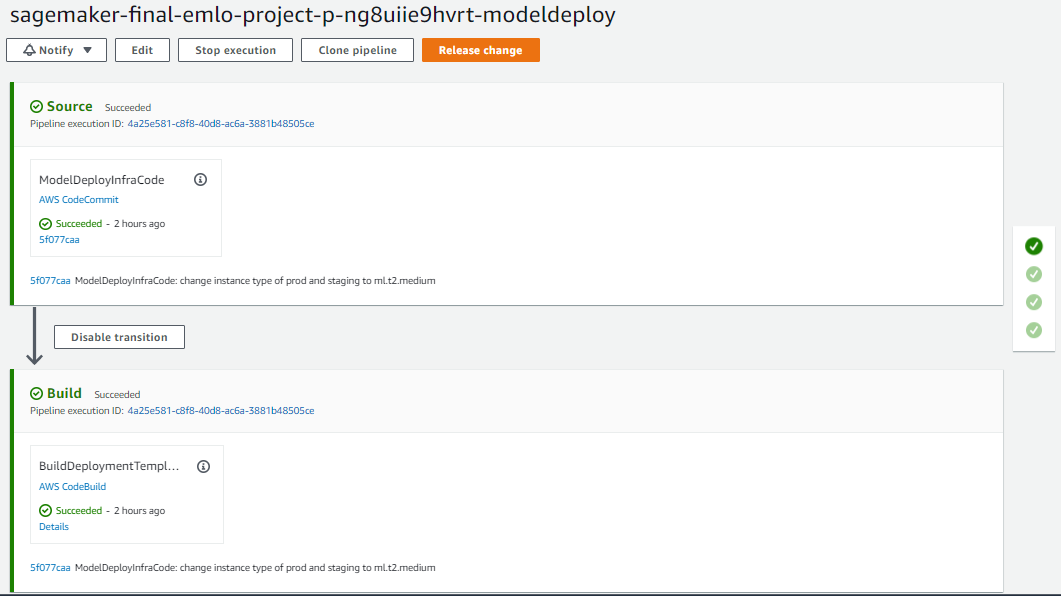 sagemaker-final-emlo-project-p-ng8uiie9hvrt-modeldeploy
Notify
Edit
Stop execution
Clone pipeline
Release change
Source Succeeded
Pipeline execution ID: 4a25e581-c8f8-40d8-ac6a-3881b48505ce
ModelDeployInfraCode
AWS CodeCommit
Succeeded - 2 hours ago
5f077caa
5f077caa ModelDeployInfraCode: change instance type of prod and staging to ml.t2.medium
Disable transition
Build Succeeded
Pipeline execution ID: 4a25e581-c8f8-40d8-ac6a-3881b48505ce
BuildDeploymentTempl...
AWS CodeBuild
Succeeded - 2 hours ago
Details
5f077caa ModelDeployInfraCode: change instance type of prod and staging to ml.t2.medium